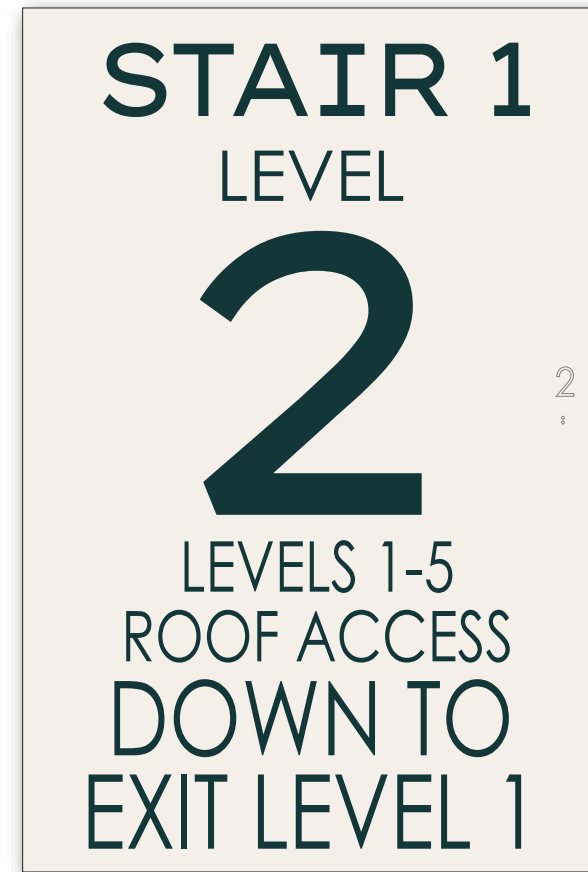 STAIR 1
LEVEL
2
2
⠆
LEVELS 1-5
ROOF ACCESS
DOWN TO
EXIT LEVEL 1